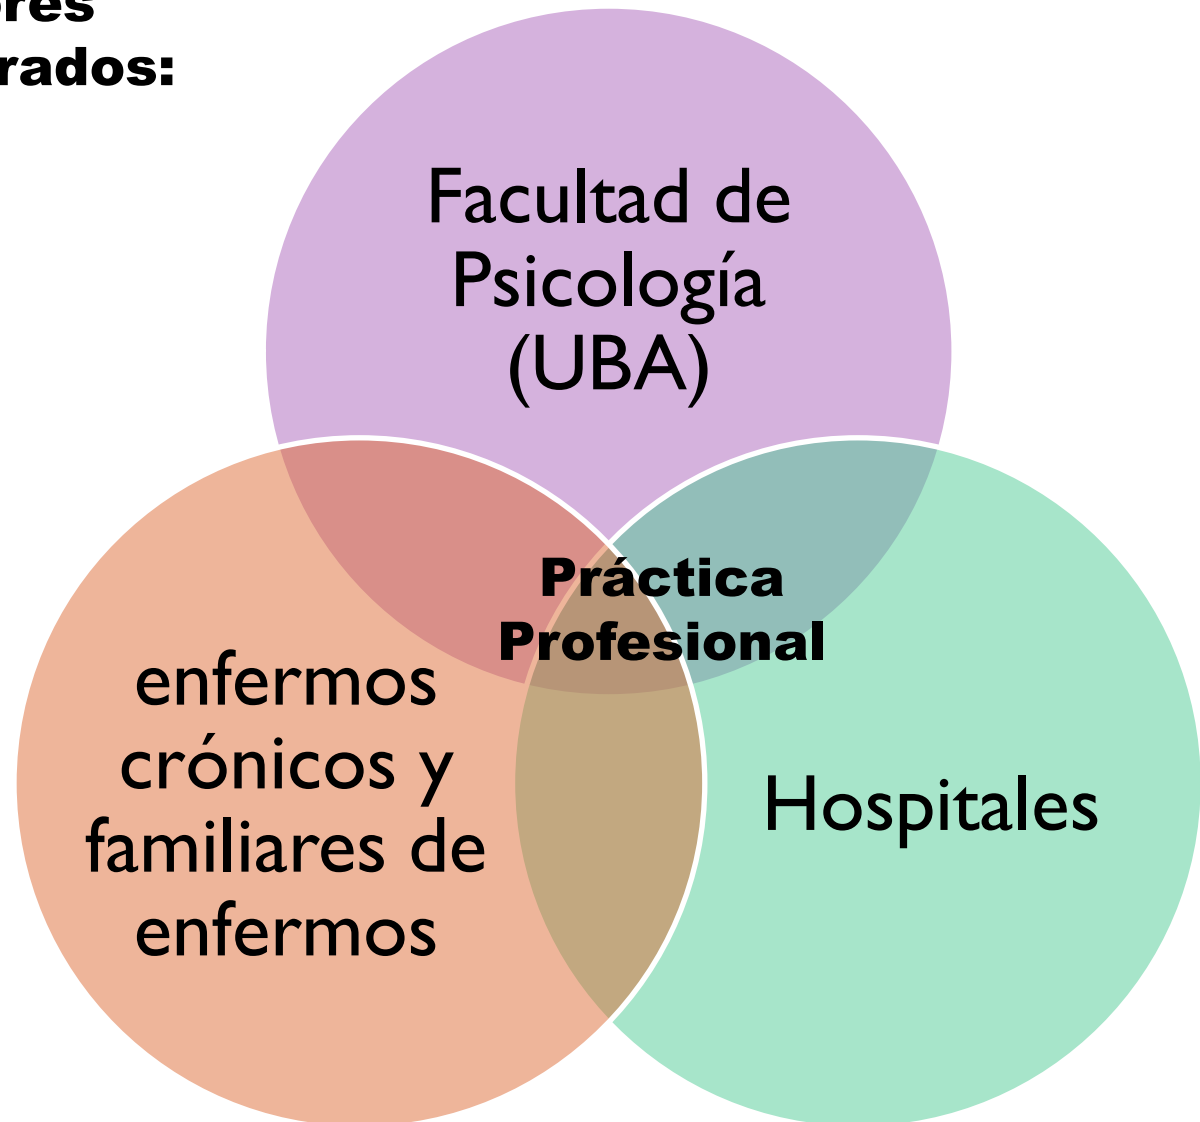 rados:
Facultad de
Psicología
(UBA)
Práctica
Profesional
enfermos
crónicos y
familiares de
enfermos
Hospitales